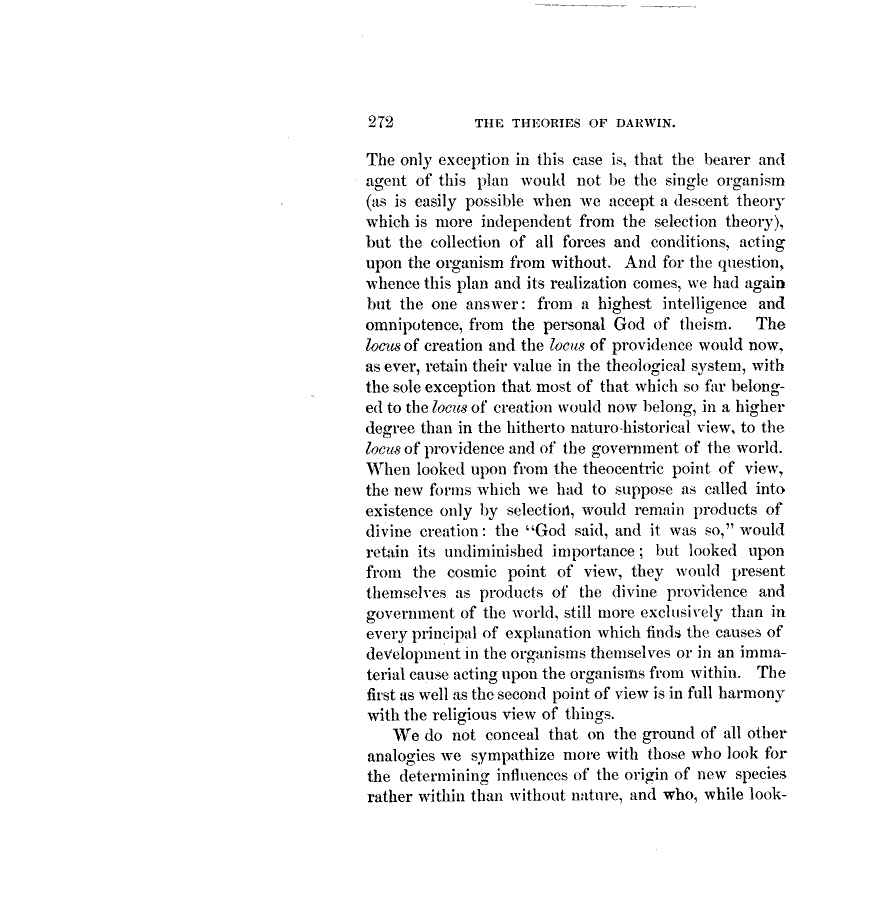 272 THE THEORIES OF DARWIN.
The only exception in this case is, that the bearer and
agent of this plan would not be the single organism
(as is easily possible when we accept a descent theory
which is more independent from the selection theory),
but the collection of all forces and conditions, acting
upon the organism from without. And for the question,
whence this plan and its realization comes, we had again
but the one answer: from a highest intelligence and
omnipotence, from the personal God of theism. The
locus of creation and the locus of providence would now,
as ever, retain their value in the theological system, with
the sole exception that most of that which so far belong-
ed to the locus of creation would now belong, in a higher
degree than in the hitherto naturo-historical view, to the
locus of providence and of the government of the world.
When looked upon from the theocentric point of view,
the new forms which we had to suppose as called into
existence only by selection, would remain products of
divine creation: the "God said, and it was so," would
retain its undiminished importance; but looked upon
from the cosmic point of view, they would present
themselves as products of the divine providence and
government of the world, still more exclusively than in
every principal of explanation which finds the causes of
development in the organisms themselves or in an imma-
terial cause acting upon the organisms from within. The
first as well as the second point of view is in full harmony
with the religious view of things.
We do not conceal that on the ground of all other
analogies we sympathize more with those who look for
the determining influences of the origin of new species
rather within than without nature, and who, while look-